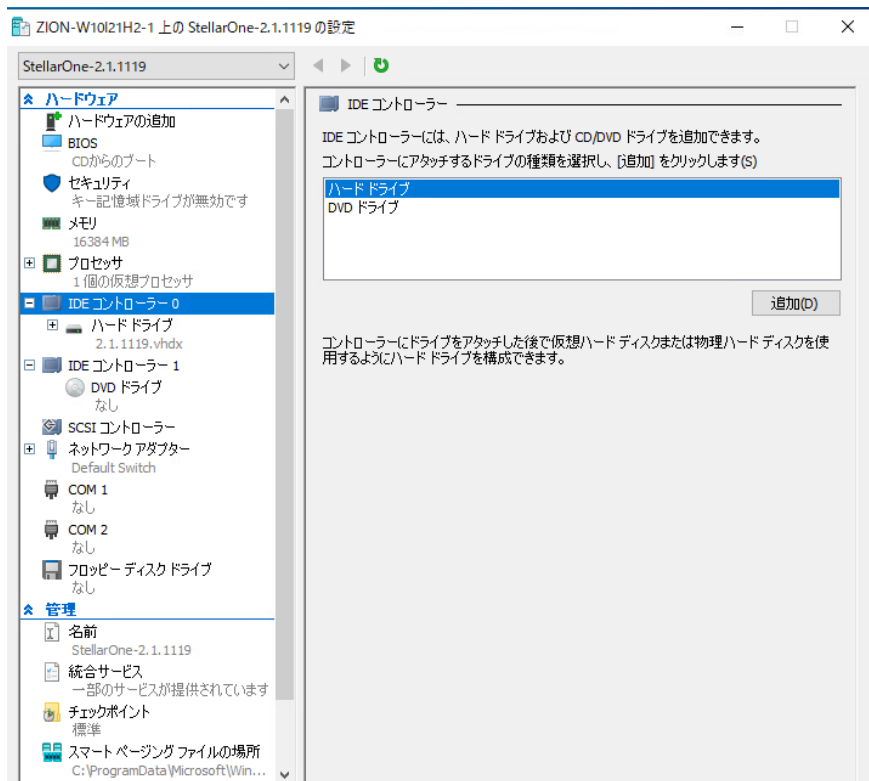 ZION-W10I21H2-1 上の StellarOne-2.1.1119 の設定
StellarOne-2.1.1119
ハードウェア
ハードウェアの追加
BIOS
CDからのブート
セキュリティ
キー記憶域ドライブが無効です
メモリ
16384 MB
プロセッサ
1 個の仮想プロセッサ
IDE コントローラー 0
ハード ドライブ
2.1.1119.vhdx
IDE コントローラー 1
DVD ドライブ
なし
SCSI コントローラー
ネットワーク アダプター
Default Switch
COM 1
なし
COM 2
なし
フロッピー ディスク ドライブ
なし
管理
名前
StellarOne-2.1.1119
統合サービス
一部のサービスが提供されています
チェックポイント
標準
スマート ページング ファイルの場所
C:\ProgramData\Microsoft\Win...
IDE コントローラー
IDE コントローラーには、ハード ドライブおよび CD/DVD ドライブを追加できます。
コントローラーにアタッチするドライブの種類を選択し、[追加] をクリックします(S)
ハード ドライブ
DVD ドライブ
追加(D)
コントローラーにドライブをアタッチした後で仮想ハード ディスクまたは物理ハード ディスクを使
用するようにハード ドライブを構成できます。